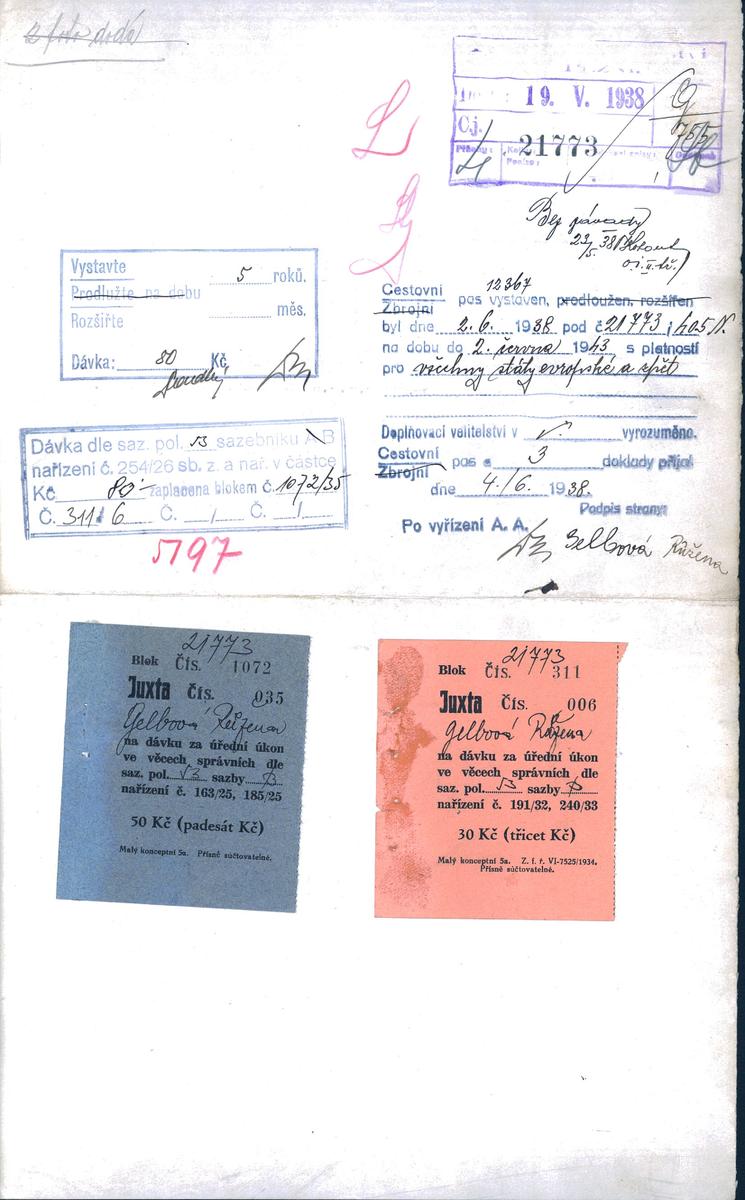 z foto dodá
19. V. 1938
Čj. 21773
Přílohy:
Bez závady
23/5. 38
Vystavte
Prodlužte na dobu 5 roků.
Rozšiřte měs.
Dávka: 80 Kč
Cestovní 12367
Zbrojní pas vystaven, prodloužen, rozšířen
byl dne 2. 6. 1938 pod č 21773
na dobu do 2. června 1943 s platností
pro všechny státy evropské a zpět
Doplňovací velitelství v vyrozuměno.
Cestovní
Zbrojní pas a 3 doklady přijal
dne 4./6. 1938.
Podpis strany:
Po vyřízení A. A.
Gelbová Růžena
Dávka dle saz. pol. 53 sazebníku A B
nařízení č. 254/26 sb. z. a nař. v částce
Kč 80.- zaplacena blokem č. 1072/35
Č. 311/6 Č. / Č. /
5797
21773
Blok Čís. 1072
Juxta Čís. 035
Gelbová Růžena
na dávku za úřední úkon
ve věcech správních dle
saz. pol. 53 sazby B
nařízení č. 163/25, 185/25
50 Kč (padesát Kč)
Malý konceptní 5a. Přísně súčtovatelné.
21773
Blok Čís. 311
Juxta Čís. 006
Gelbová Růžena
na dávku za úřední úkon
ve věcech správních dle
saz. pol. 53 sazby B
nařízení č. 191/32, 240/33
30 Kč (třicet Kč)
Malý konceptní 5a. Z. f. ř. VI-7525/1934.
Přísně súčtovatelné.